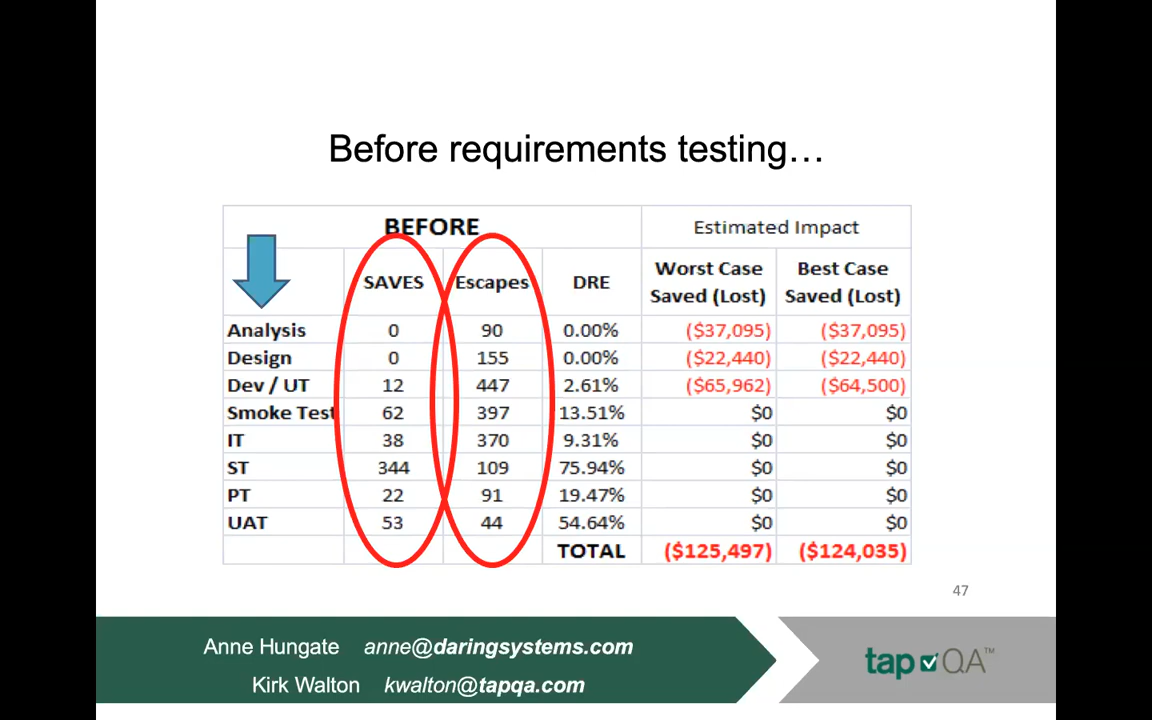 Before requirements testing…
BEFORE Estimated Impact
SAVES Escapes DRE Worst Case Saved (Lost) Best Case Saved (Lost)
Analysis 0 90 0.00% ($37,095) ($37,095)
Design 0 155 0.00% ($22,440) ($22,440)
Dev / UT 12 447 2.61% ($65,962) ($64,500)
Smoke Test 62 397 13.51% $0 $0
IT 38 370 9.31% $0 $0
ST 344 109 75.94% $0 $0
PT 22 91 19.47% $0 $0
UAT 53 44 54.64% $0 $0
TOTAL ($125,497) ($124,035)
47
Anne Hungate anne@daringsystems.com
Kirk Walton kwalton@tapqa.com
tap QA™